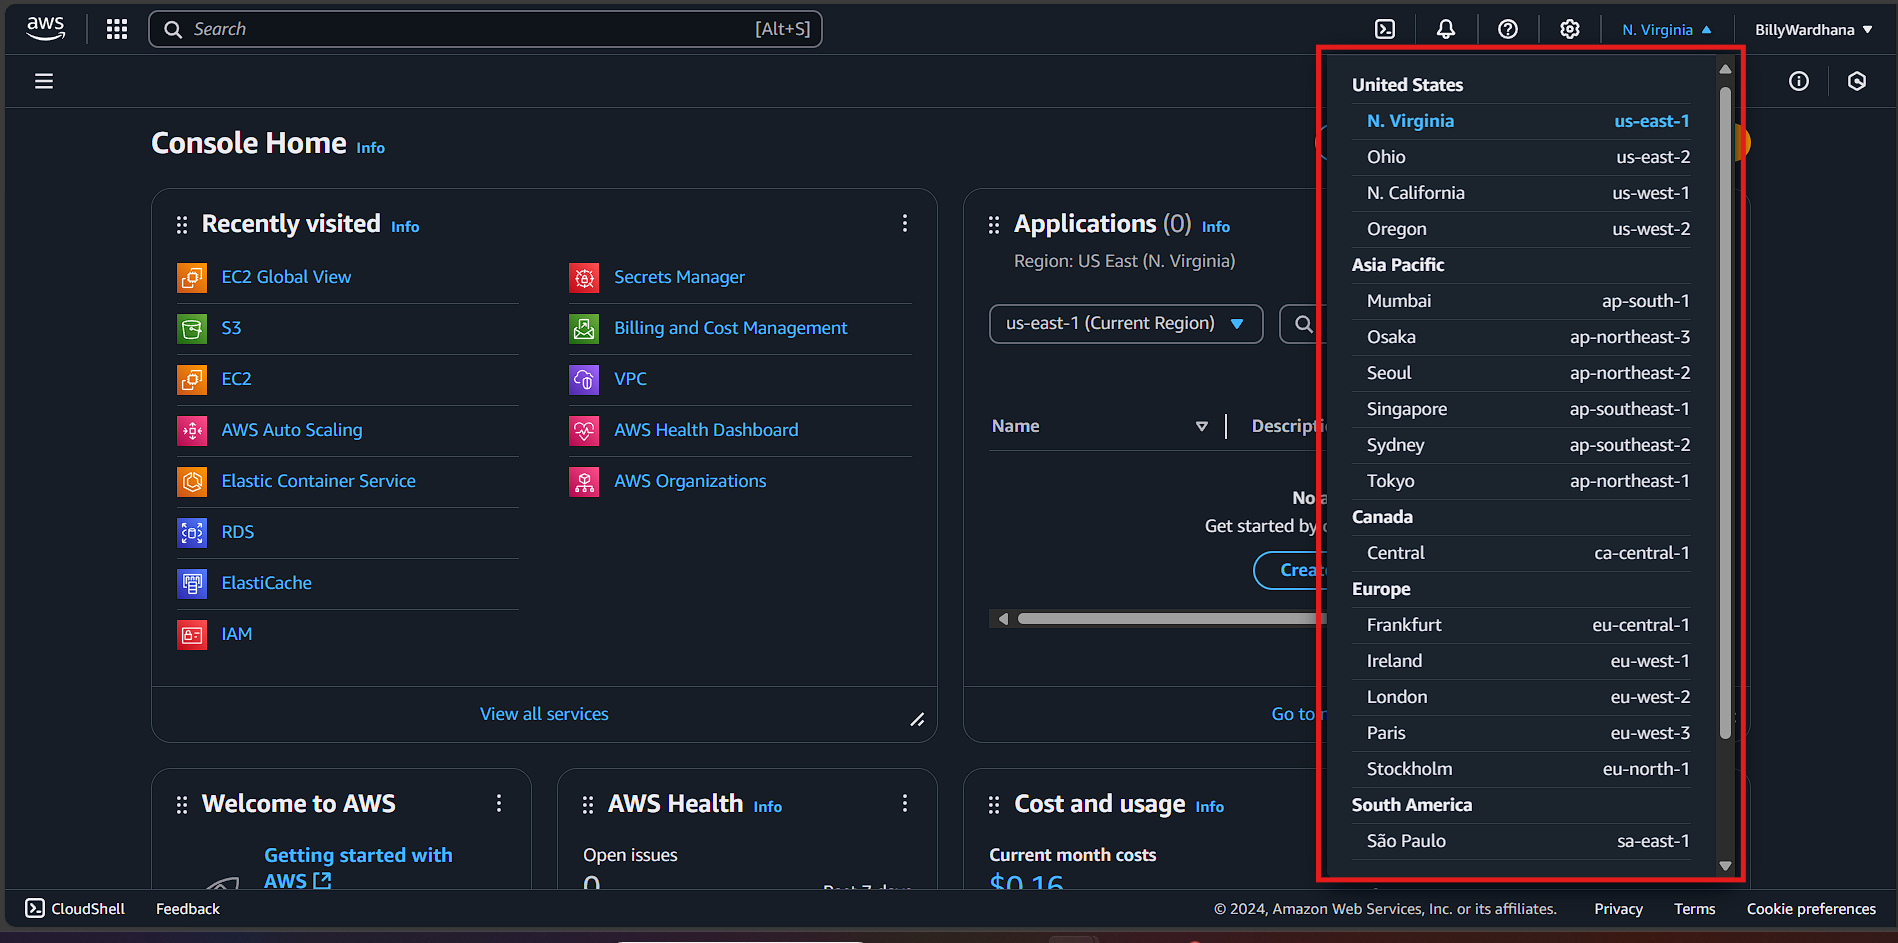 aws
Search [Alt+S]
N. Virginia
BillyWardhana
Console Home Info
Recently visited Info
EC2 Global View
S3
EC2
AWS Auto Scaling
Elastic Container Service
RDS
ElastiCache
IAM
Secrets Manager
Billing and Cost Management
VPC
AWS Health Dashboard
AWS Organizations
View all services
Applications (0) Info
Region: US East (N. Virginia)
us-east-1 (Current Region)
Name
Get started by
Go to
United States
N. Virginia us-east-1
Ohio us-east-2
N. California us-west-1
Oregon us-west-2
Asia Pacific
Mumbai ap-south-1
Osaka ap-northeast-3
Seoul ap-northeast-2
Singapore ap-southeast-1
Sydney ap-southeast-2
Tokyo ap-northeast-1
Canada
Central ca-central-1
Europe
Frankfurt eu-central-1
Ireland eu-west-1
London eu-west-2
Paris eu-west-3
Stockholm eu-north-1
South America
São Paulo sa-east-1
Welcome to AWS
Getting started with
AWS
AWS Health Info
Open issues
0
Past 7 days
Cost and usage Info
Current month costs
$0.16
CloudShell Feedback
© 2024, Amazon Web Services, Inc. or its affiliates. Privacy Terms Cookie preferences